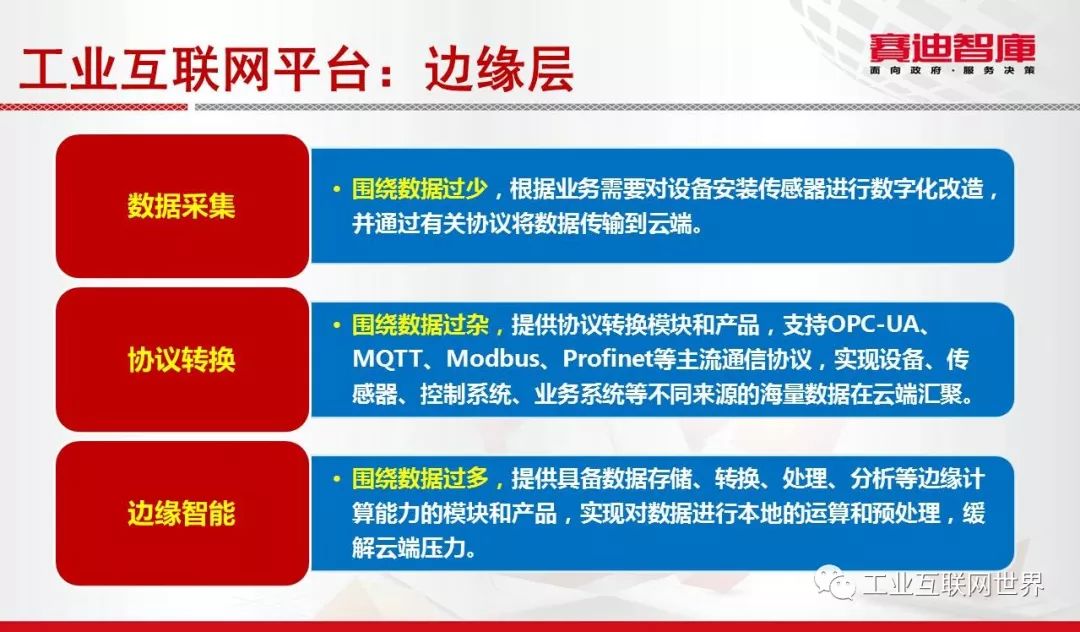 工业互联网平台：边缘层
赛迪智庫
面向政府·服务决策
数据采集
• 围绕数据过少，根据业务需要对设备安装传感器进行数字化改造，
并通过有关协议将数据传输到云端。
协议转换
• 围绕数据过杂，提供协议转换模块和产品，支持OPC-UA、
MQTT、Modbus、Profinet等主流通信协议，实现设备、传
感器、控制系统、业务系统等不同来源的海量数据在云端汇聚。
边缘智能
• 围绕数据过多，提供具备数据存储、转换、处理、分析等边缘计
算能力的模块和产品，实现对数据进行本地的运算和预处理，缓
解云端压力。
工业互联网世界